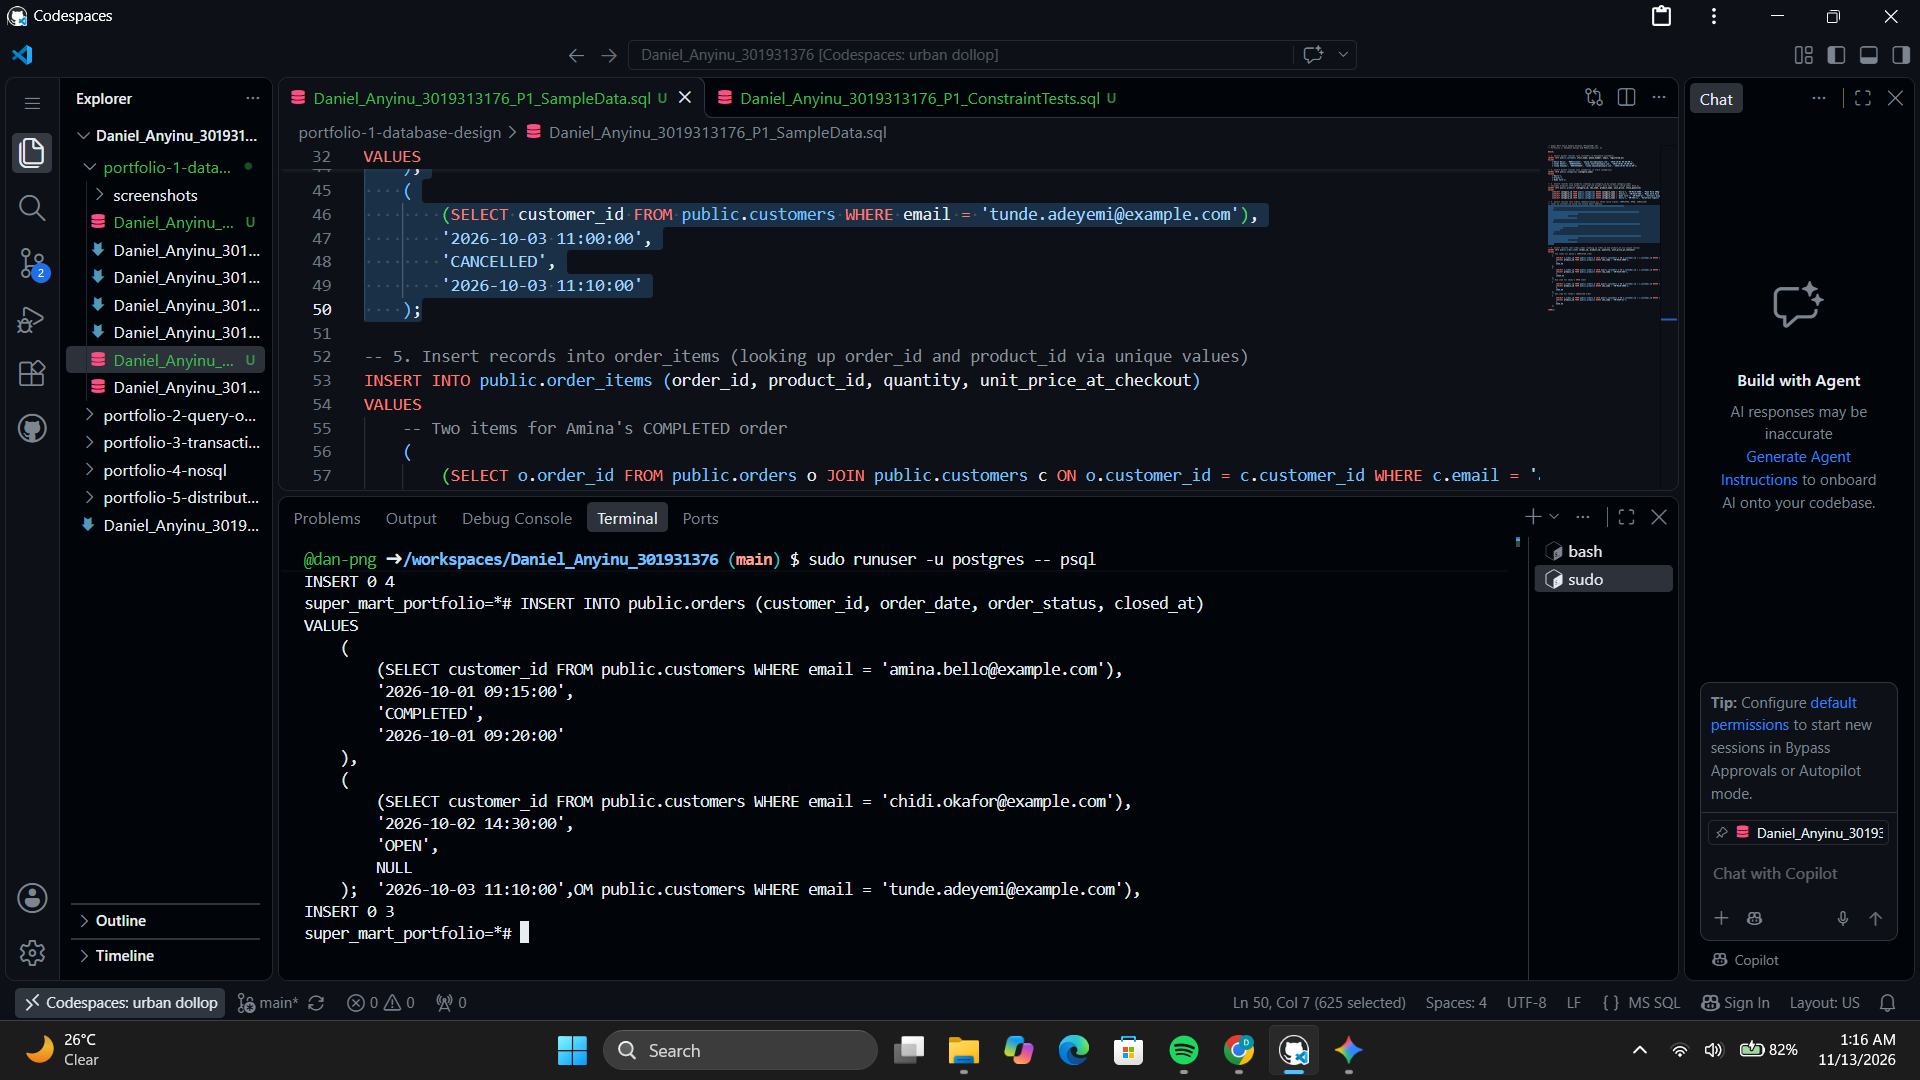 Codespaces
Daniel_Anyinu_301931376 [Codespaces: urban dollop]
Explorer
Daniel_Anyinu_301931...
portfolio-1-data...
screenshots
Daniel_Anyinu_... U
Daniel_Anyinu_301...
Daniel_Anyinu_301...
Daniel_Anyinu_301...
Daniel_Anyinu_301...
Daniel_Anyinu_... U
Daniel_Anyinu_301...
portfolio-2-query-o...
portfolio-3-transacti...
portfolio-4-nosql
portfolio-5-distribut...
Daniel_Anyinu_3019...
Outline
Timeline
2
Daniel_Anyinu_3019313176_P1_SampleData.sql U
Daniel_Anyinu_3019313176_P1_ConstraintTests.sql U
portfolio-1-database-design > Daniel_Anyinu_3019313176_P1_SampleData.sql
32 VALUES
45 (
46 (SELECT customer_id FROM public.customers WHERE email = 'tunde.adeyemi@example.com'),
47 '2026-10-03 11:00:00',
48 'CANCELLED',
49 '2026-10-03 11:10:00'
50 );
51
52 -- 5. Insert records into order_items (looking up order_id and product_id via unique values)
53 INSERT INTO public.order_items (order_id, product_id, quantity, unit_price_at_checkout)
54 VALUES
55 -- Two items for Amina's COMPLETED order
56 (
57 (SELECT o.order_id FROM public.orders o JOIN public.customers c ON o.customer_id = c.customer_id WHERE c.email = '
Problems Output Debug Console Terminal Ports
@dan-png ➜/workspaces/Daniel_Anyinu_301931376 (main) $ sudo runuser -u postgres -- psql
INSERT 0 4
super_mart_portfolio=*# INSERT INTO public.orders (customer_id, order_date, order_status, closed_at)
VALUES
(
(SELECT customer_id FROM public.customers WHERE email = 'amina.bello@example.com'),
'2026-10-01 09:15:00',
'COMPLETED',
'2026-10-01 09:20:00'
),
(
(SELECT customer_id FROM public.customers WHERE email = 'chidi.okafor@example.com'),
'2026-10-02 14:30:00',
'OPEN',
NULL
); '2026-10-03 11:10:00',OM public.customers WHERE email = 'tunde.adeyemi@example.com'),
INSERT 0 3
super_mart_portfolio=*#
bash
sudo
Chat
Build with Agent
AI responses may be
inaccurate
Generate Agent
Instructions to onboard
AI onto your codebase.
Tip: Configure default
permissions to start new
sessions in Bypass
Approvals or Autopilot
mode.
Daniel_Anyinu_30193
Chat with Copilot
Copilot
Codespaces: urban dollop main* 0 0 0
Ln 50, Col 7 (625 selected) Spaces: 4 UTF-8 LF { } MS SQL Sign In Layout: US
26°C
Clear
Search
82%
1:16 AM
11/13/2026